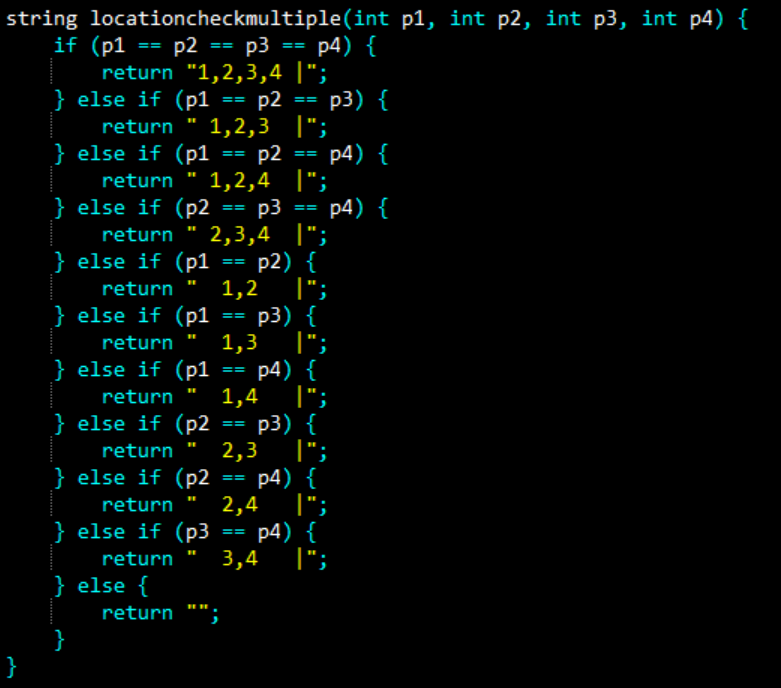 string locationcheckmultiple(int p1, int p2, int p3, int p4) {
    if (p1 == p2 == p3 == p4) {
        return "1,2,3,4 |";
    } else if (p1 == p2 == p3) {
        return " 1,2,3  |";
    } else if (p1 == p2 == p4) {
        return " 1,2,4  |";
    } else if (p2 == p3 == p4) {
        return " 2,3,4  |";
    } else if (p1 == p2) {
        return "  1,2   |";
    } else if (p1 == p3) {
        return "  1,3   |";
    } else if (p1 == p4) {
        return "  1,4   |";
    } else if (p2 == p3) {
        return "  2,3   |";
    } else if (p2 == p4) {
        return "  2,4   |";
    } else if (p3 == p4) {
        return "  3,4   |";
    } else {
        return "";
    }
}